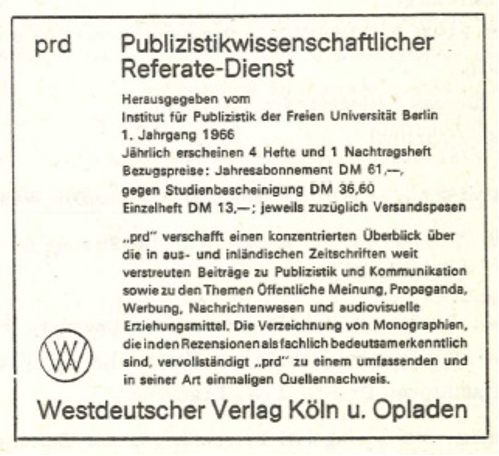 prd Publizistikwissenschaftlicher
Referate-Dienst
Herausgegeben vom
Institut für Publizistik der Freien Universität Berlin
1. Jahrgang 1966
Jährlich erscheinen 4 Hefte und 1 Nachtragsheft
Bezugspreise: Jahresabonnement DM 61,—,
gegen Studienbescheinigung DM 36,60
Einzelheft DM 13,—; jeweils zuzüglich Versandspesen
„prd" verschafft einen konzentrierten Überblick über
die in aus- und inländischen Zeitschriften weit
verstreuten Beiträge zu Publizistik und Kommunikation
sowie zu den Themen Öffentliche Meinung, Propaganda,
Werbung, Nachrichtenwesen und audiovisuelle
Erziehungsmittel. Die Verzeichnung von Monographien,
die in den Rezensionen als fachlich bedeutsam erkenntlich
sind, vervollständigt „prd" zu einem umfassenden und
in seiner Art einmaligen Quellennachweis.
W
Westdeutscher Verlag Köln u. Opladen